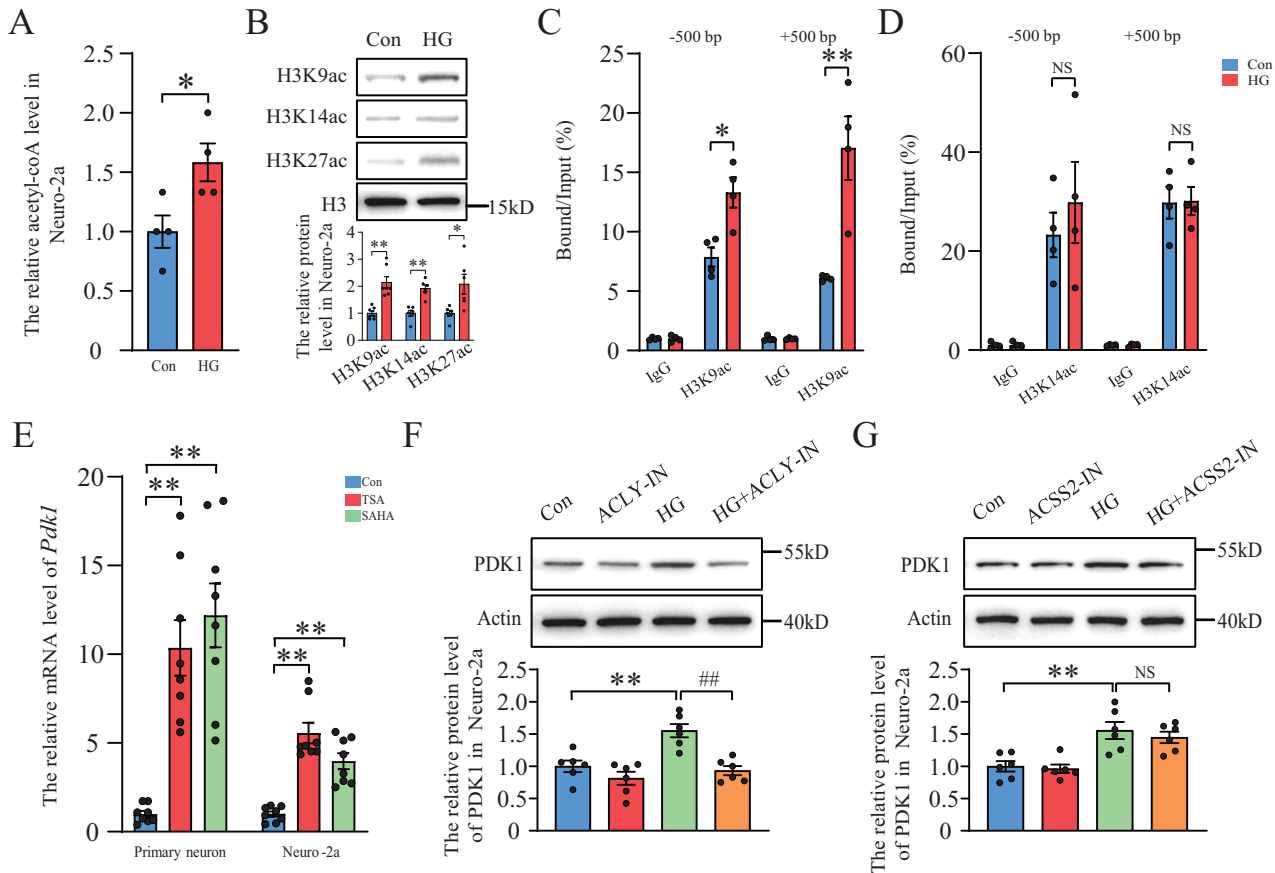 A
The relative acetyl-coA level in
Neuro-2a
2.5
2.0
1.5
1.0
0.5
0
*
Con
HG
B
Con HG
H3K9ac
H3K14ac
H3K27ac
H3
15kD
The relative protein
level in Neuro-2a
4
3
2
1
0
**
**
*
H3K9ac
H3K14ac
H3K27ac
C
-500 bp +500 bp
Bound/Input (%)
25
20
15
10
5
0
*
**
IgG
H3K9ac
IgG
H3K9ac
D
-500 bp +500 bp
Bound/Input (%)
60
40
20
0
NS
NS
IgG
H3K14ac
IgG
H3K14ac
Con
HG
E
The relative mRNA level of Pdk1
20
15
10
5
0
**
**
**
**
Con
TSA
SAHA
Primary neuron
Neuro-2a
F
Con
ACLY-IN
HG
HG+ACLY-IN
PDK1
55kD
Actin
40kD
The relative protein level
of PDK1 in Neuro-2a
2.5
2.0
1.5
1.0
0.5
0
**
##
G
Con
ACSS2-IN
HG
HG+ACSS2-IN
PDK1
55kD
Actin
40kD
The relative protein level
of PDK1 in Neuro-2a
2.5
2.0
1.5
1.0
0.5
0
**
NS